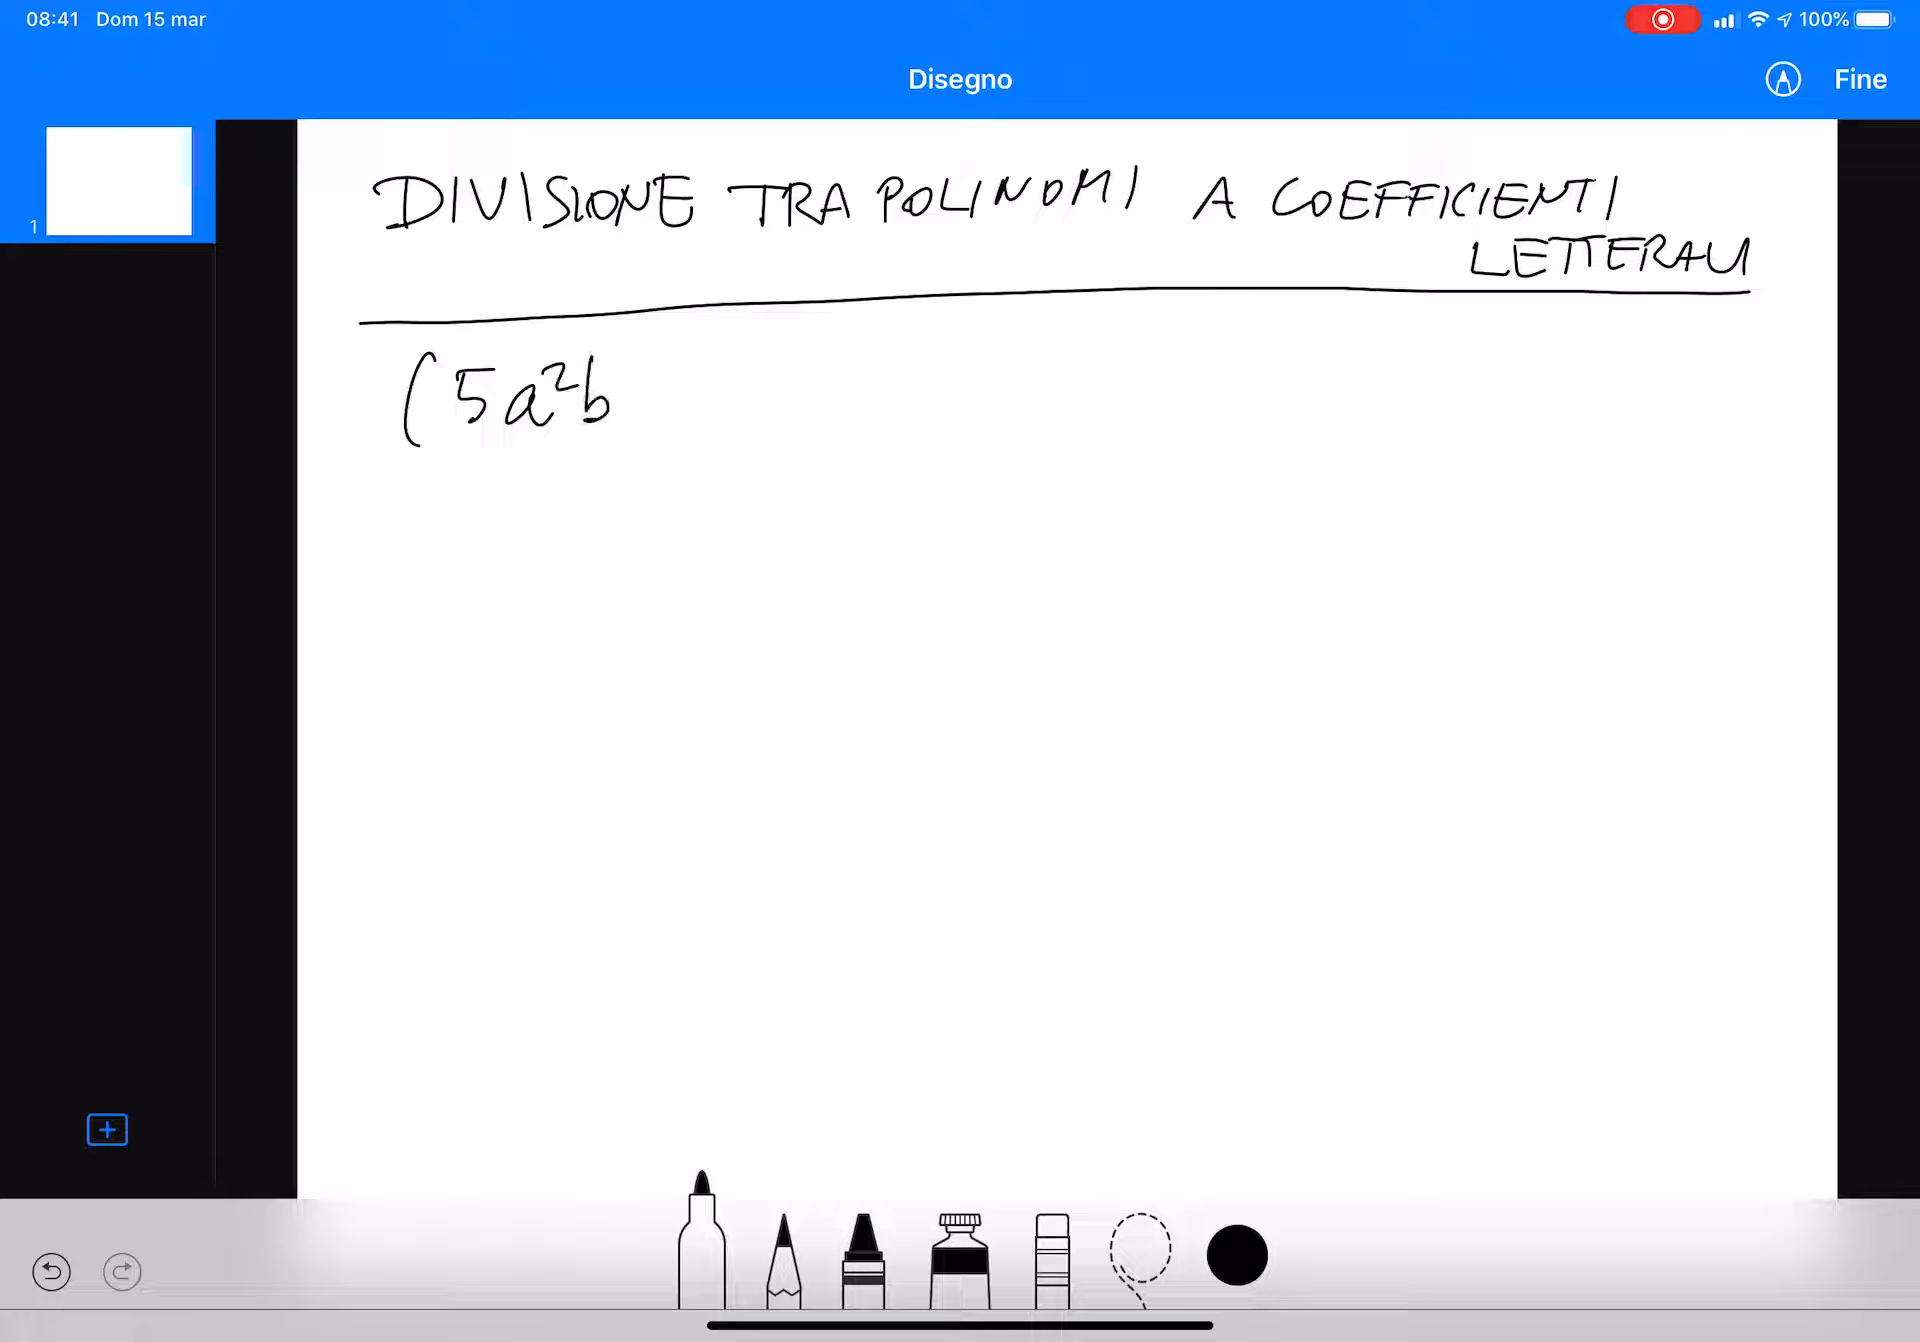 08:41 Dom 15 mar
100%
Disegno
Fine
1
DIVISIONE TRA POLINOMI A COEFFICIENTI
LETTERALI
(5a²b